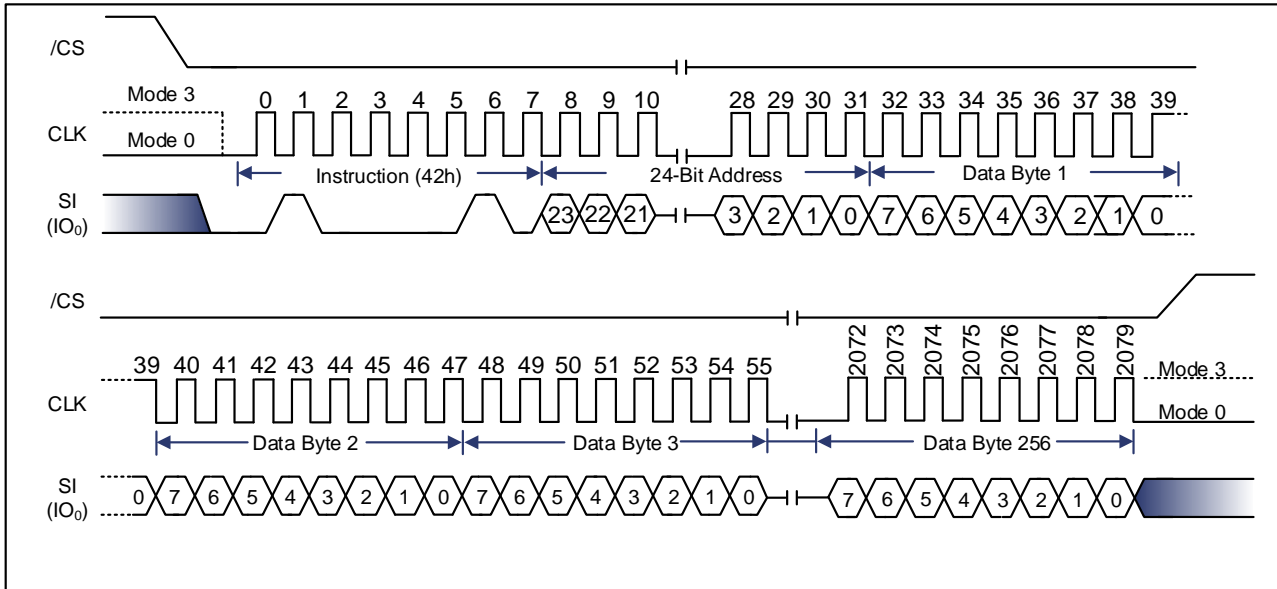 /CS
Mode 3
0 1 2 3 4 5 6 7 8 9 10 28 29 30 31 32 33 34 35 36 37 38 39
CLK
Mode 0
Instruction (42h) 24-Bit Address Data Byte 1
SI
(IO0)
23 22 21 3 2 1 0 7 6 5 4 3 2 1 0
/CS
39 40 41 42 43 44 45 46 47 48 49 50 51 52 53 54 55 2072 2073 2074 2075 2076 2077 2078 2079
Mode 3
CLK
Mode 0
Data Byte 2 Data Byte 3 Data Byte 256
SI
(IO0)
0 7 6 5 4 3 2 1 0 7 6 5 4 3 2 1 0 7 6 5 4 3 2 1 0